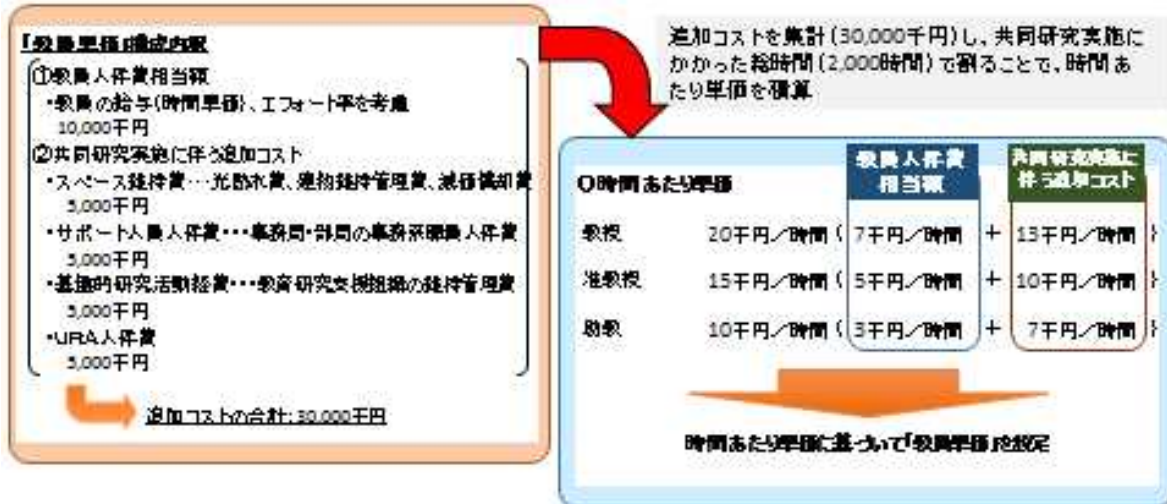 「教員単価」構成内訳
①教員人件費相当額
・教員の給与(時間単価)、エフォート率を考慮
10,000千円
②共同研究実施に伴う追加コスト
・スペース維持費・・・光熱水費、建物維持管理費、減価償却費
5,000千円
・サポート人員人件費・・・事務局・部局の事務系職員人件費
5,000千円
・基盤的研究活動経費・・・教育研究支援組織の維持管理費
5,000千円
・URA人件費
5,000千円
追加コストの合計:30,000千円
追加コストを集計(30,000千円)し、共同研究実施に
かかった総時間(2,000時間)で割ることで、時間あ
たり単価を積算
教員人件費
相当額
共同研究実施に
伴う追加コスト
○時間あたり単価
教授 20千円/時間 ( 7千円/時間 + 13千円/時間 )
准教授 15千円/時間 ( 5千円/時間 + 10千円/時間 )
助教 10千円/時間 ( 3千円/時間 + 7千円/時間 )
時間あたり単価に基づいて「教員単価」を設定